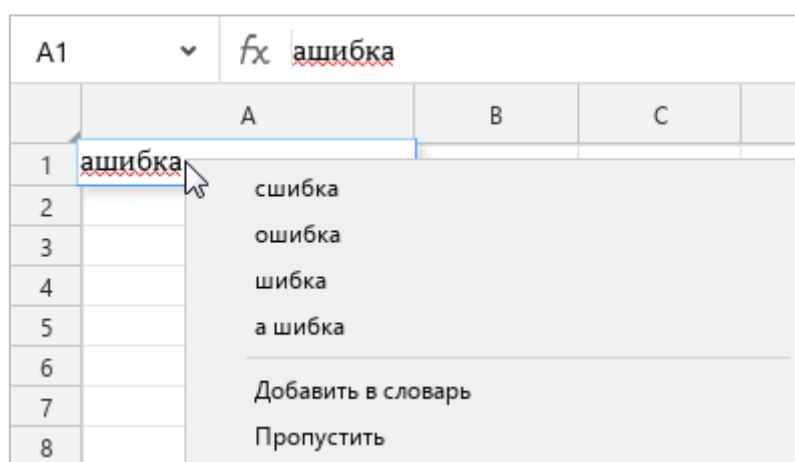 A1 fx ашибка
A B C
1 ашибка
сшибка
2
ошибка
3
шибка
4
а шибка
5
6
Добавить в словарь
7
Пропустить
8